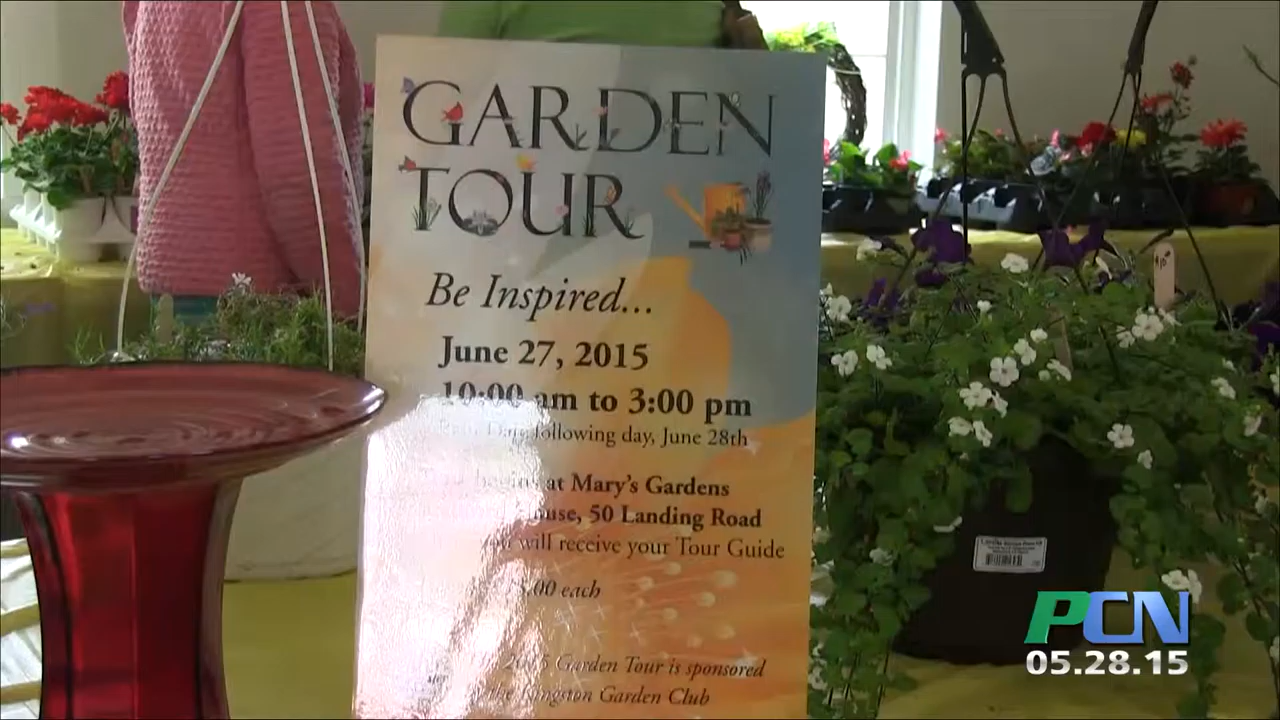 GARDEN
TOUR
Be Inspired...
June 27, 2015
10:00 am to 3:00 pm
following day, June 28th
at Mary's Gardens
50 Landing Road
will receive your Tour Guide
each
2015 Garden Tour is sponsored
the Kingston Garden Club
PCN
05.28.15